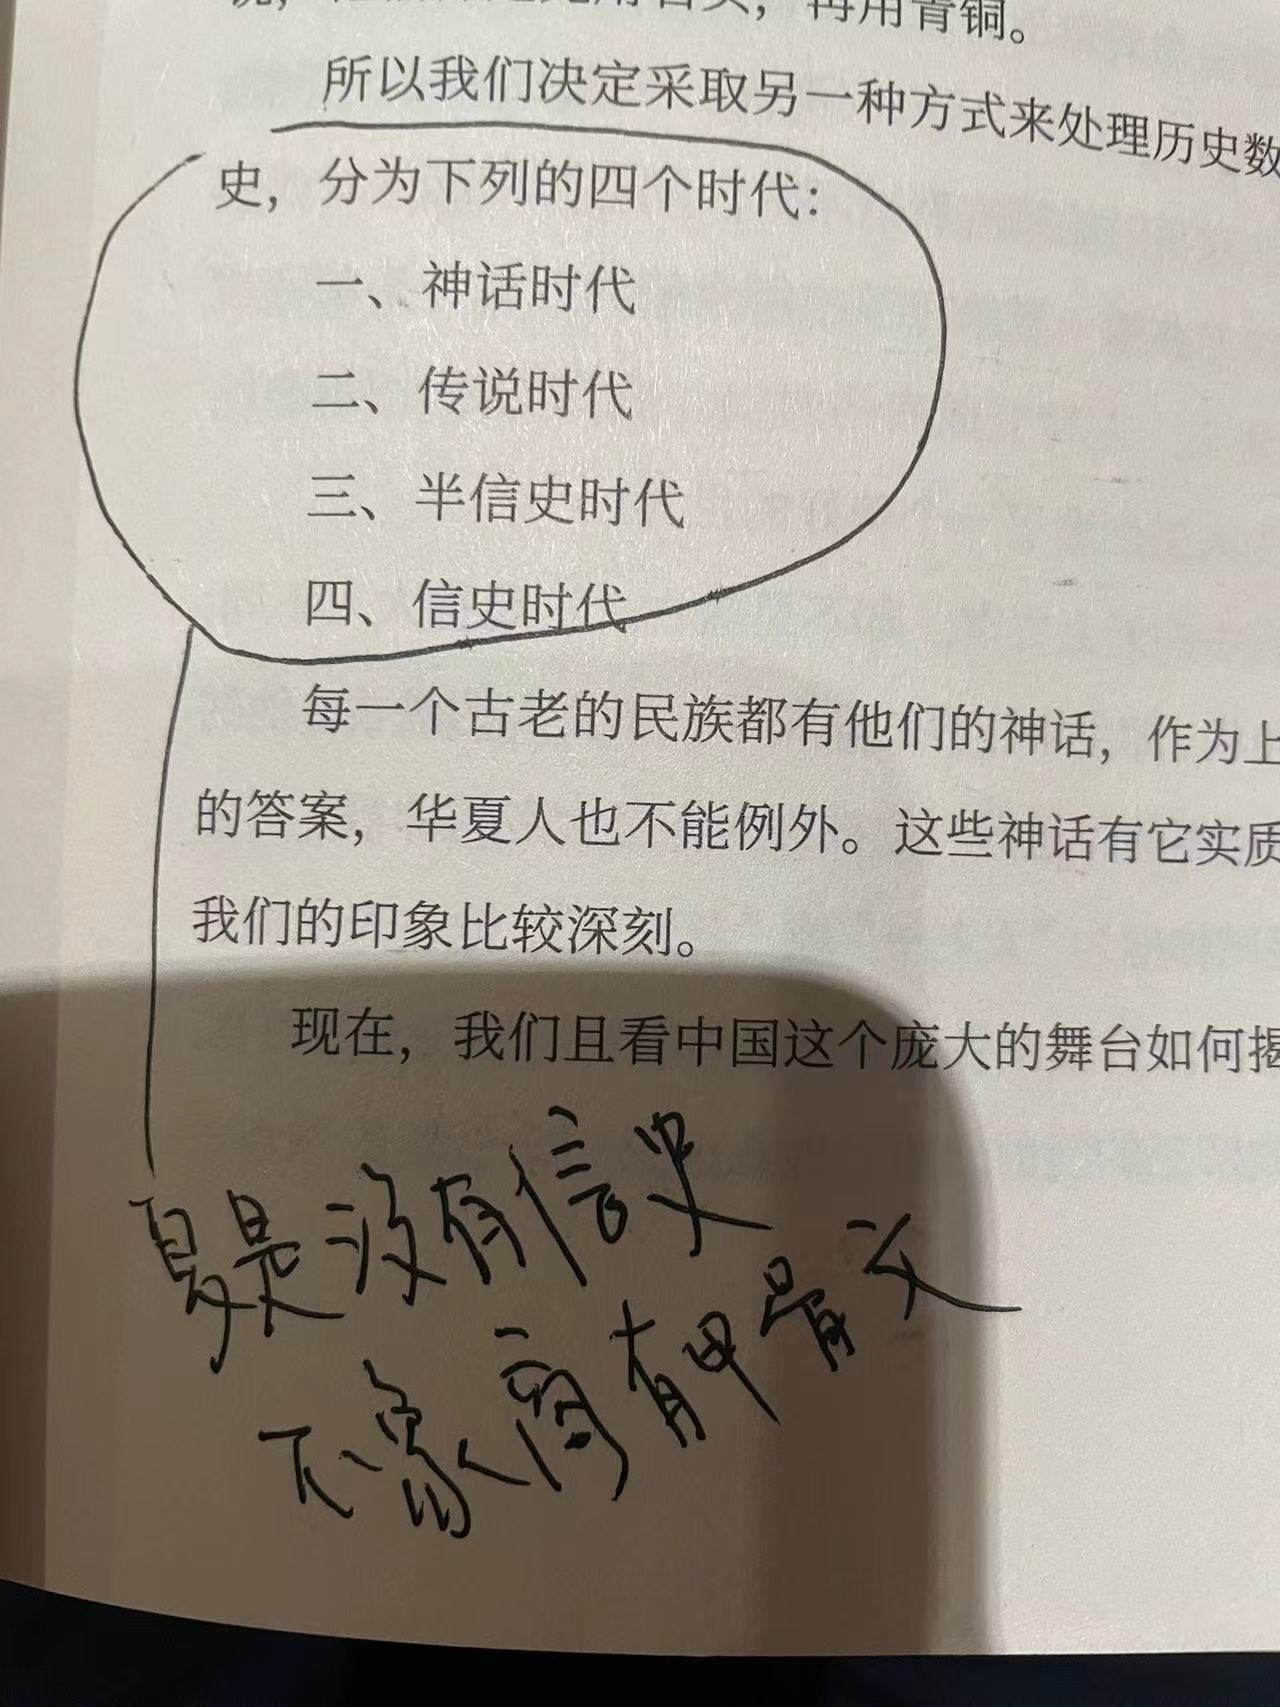 再用青铜。
所以我们决定采取另一种方式来处理历史数
史，分为下列的四个时代：
一、神话时代
二、传说时代
三、半信史时代
四、信史时代
每一个古老的民族都有他们的神话，作为上
的答案，华夏人也不能例外。这些神话有它实质
我们的印象比较深刻。
现在，我们且看中国这个庞大的舞台如何揭
夏是没有信史
不象商有甲骨文